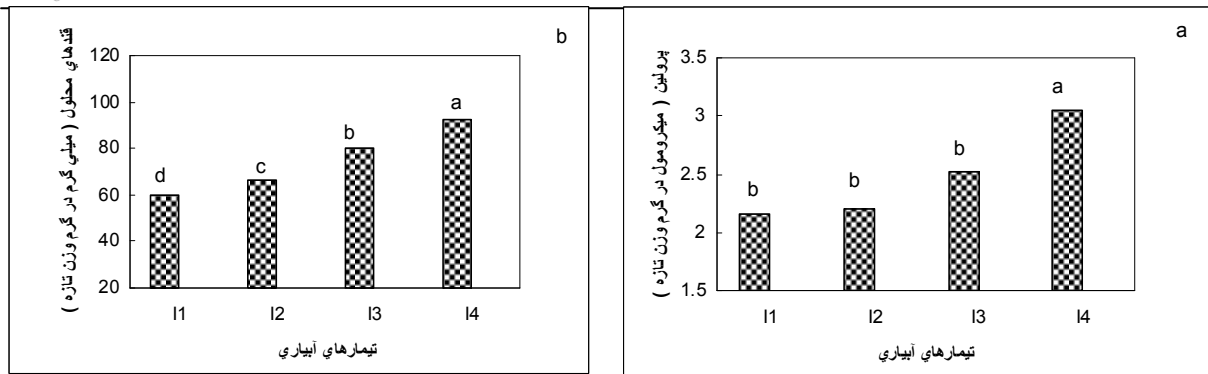 b
قندهاي محلول ( ميلي گرم در گرم وزن تازه )
120
100
80
60
40
20
d
c
b
a
I1 I2 I3 I4
تيمارهاي آبياري
a
پرولين ( ميكرومول در گرم وزن تازه )
3.5
3
2.5
2
1.5
b
b
b
a
I1 I2 I3 I4
تيمارهاي آبياري